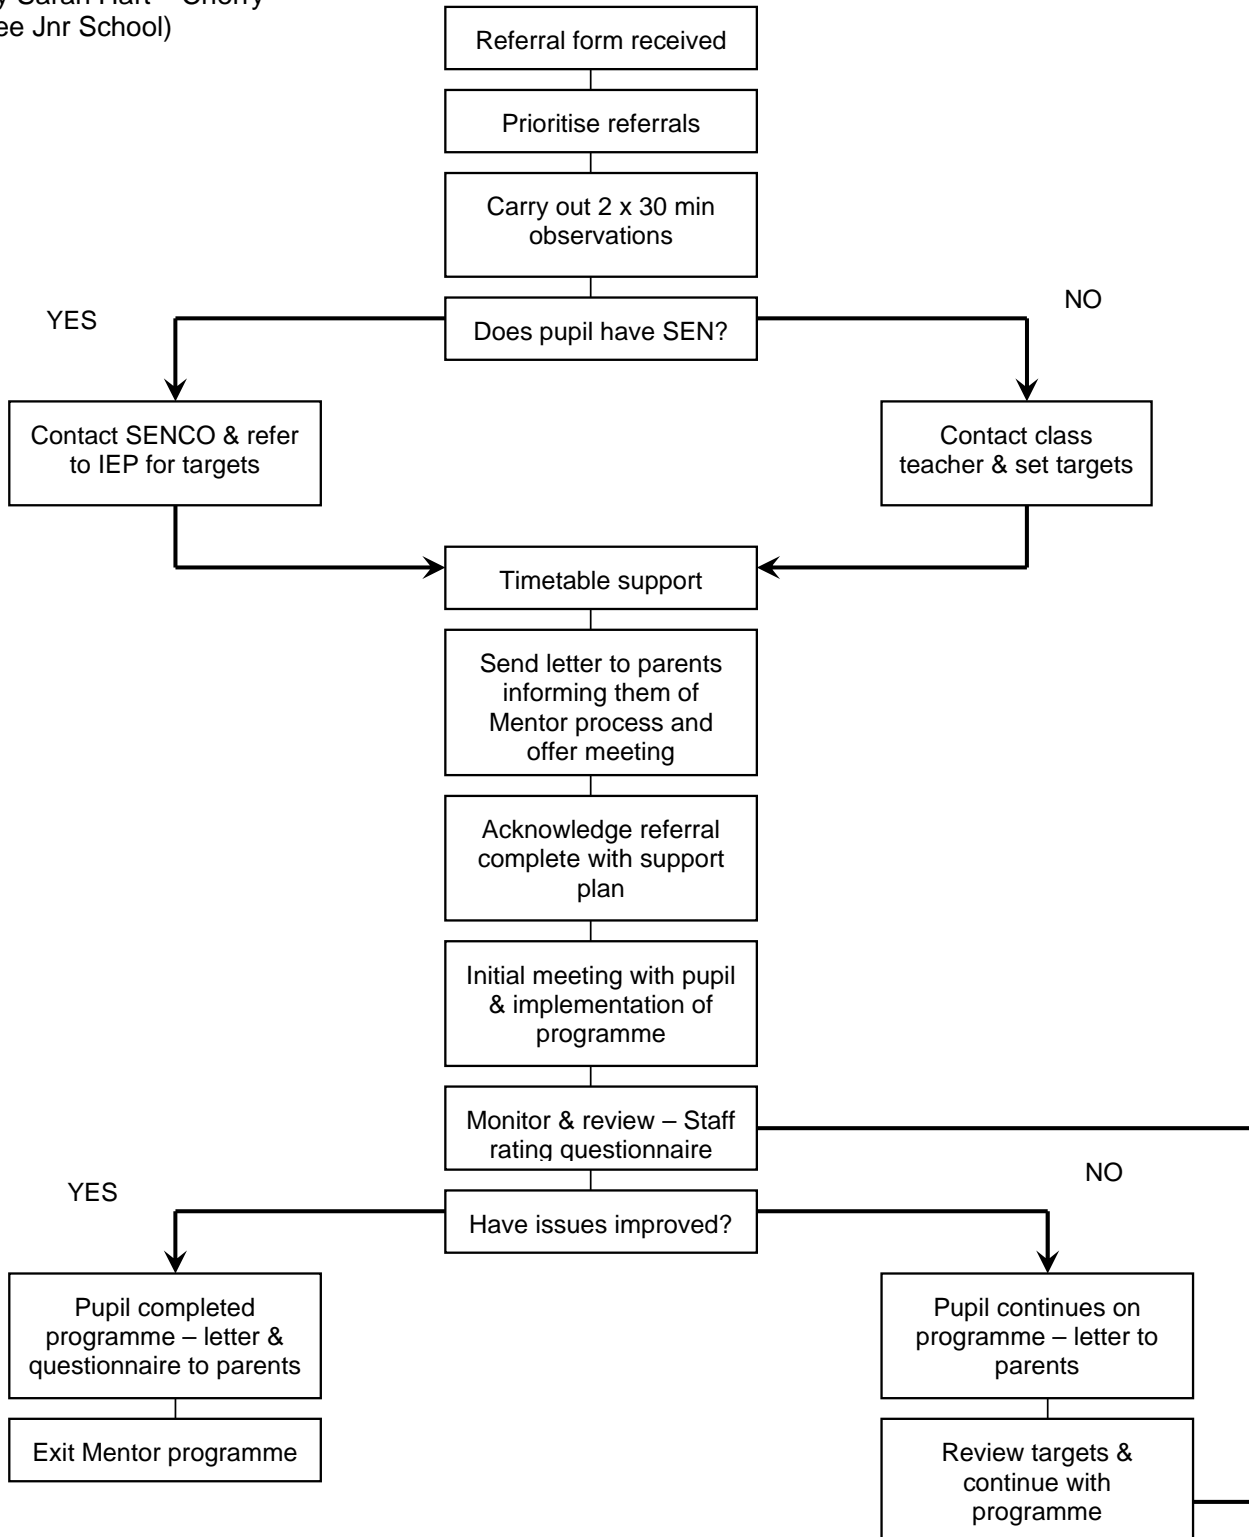 Sarah Hart – Cherry
ee Jnr School)
Referral form received
Prioritise referrals
Carry out 2 x 30 min
observations
NO
YES
Does pupil have SEN?
Contact SENCO & refer
to IEP for targets
Contact class
teacher & set targets
Timetable support
Send letter to parents
informing them of
Mentor process and
offer meeting
Acknowledge referral
complete with support
plan
Initial meeting with pupil
& implementation of
programme
Monitor & review – Staff
rating questionnaire
NO
YES
Have issues improved?
Pupil completed
programme – letter &
questionnaire to parents
Pupil continues on
programme – letter to
parents
Exit Mentor programme
Review targets &
continue with
programme